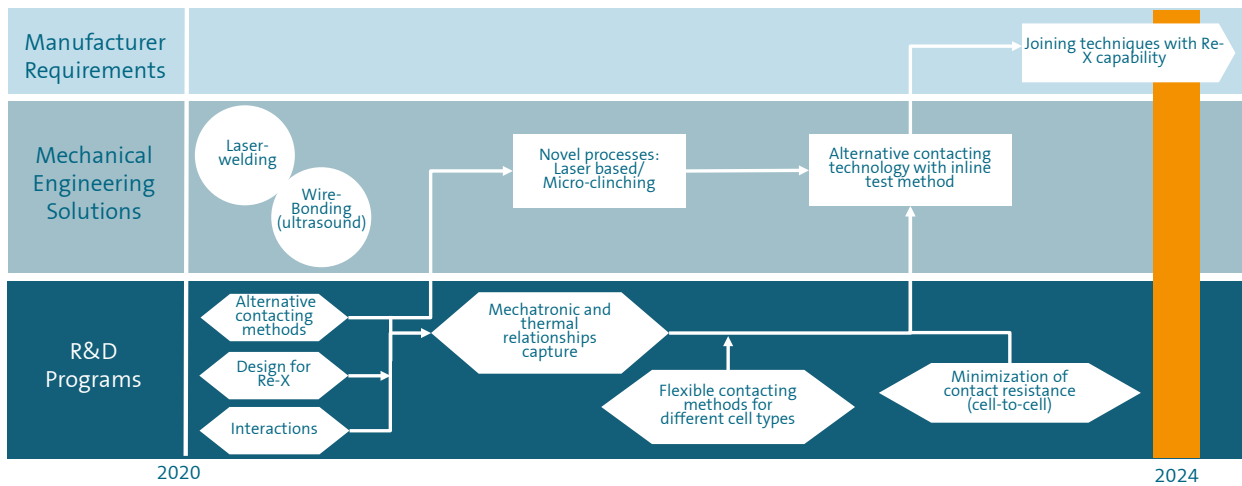 Manufacturer
Requirements
Joining techniques with Re-
X capability
Mechanical
Engineering
Solutions
Laser-
welding
Wire-
Bonding
(ultrasound)
Novel processes:
Laser based/
Micro-clinching
Alternative contacting
technology with inline
test method
R&D
Programs
Alternative
contacting
methods
Design for
Re-X
Interactions
Mechatronic and
thermal
relationships
capture
Flexible contacting
methods for
different cell types
Minimization of
contact resistance
(cell-to-cell)
2020
2024